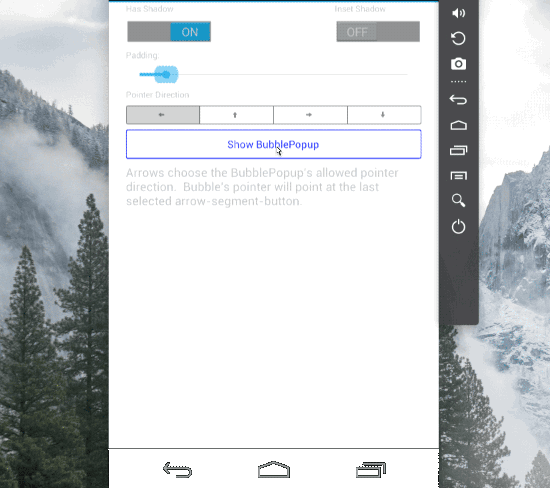 Has Shadow
Inset Shadow
ON
OFF
Padding
Pointer Direction
Show BubblePopup
Arrows choose the BubblePopup's allowed pointer
direction. Bubble's pointer will point at the last
selected arrow-segment-button.